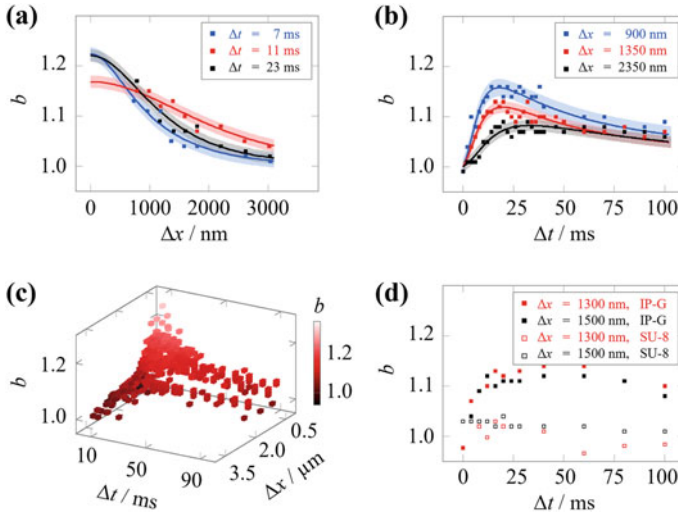 (a)
Δt = 7 ms
Δt = 11 ms
Δt = 23 ms
1.2
1.1
1.0
b
0 1000 2000 3000
Δx / nm
(b)
Δx = 900 nm
Δx = 1350 nm
Δx = 2350 nm
1.2
1.1
1.0
b
0 25 50 75 100
Δt / ms
(c)
b
1.2
1.0
b
1.2
1.0
10 50 90
Δt / ms
3.5 2.0 0.5
Δx / μm
(d)
Δx = 1300 nm, IP-G
Δx = 1500 nm, IP-G
Δx = 1300 nm, SU-8
Δx = 1500 nm, SU-8
1.2
1.1
1.0
b
0 25 50 75 100
Δt / ms